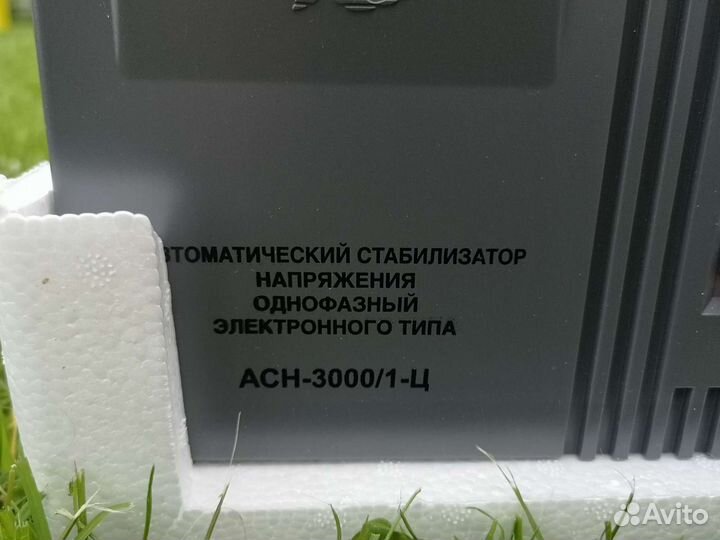 ВТОМАТИЧЕСКИЙ СТАБИЛИЗАТОР
НАПРЯЖЕНИЯ
ОДНОФАЗНЫЙ
ЭЛЕКТРОННОГО ТИПА
АСН-3000/1-Ц
Avito